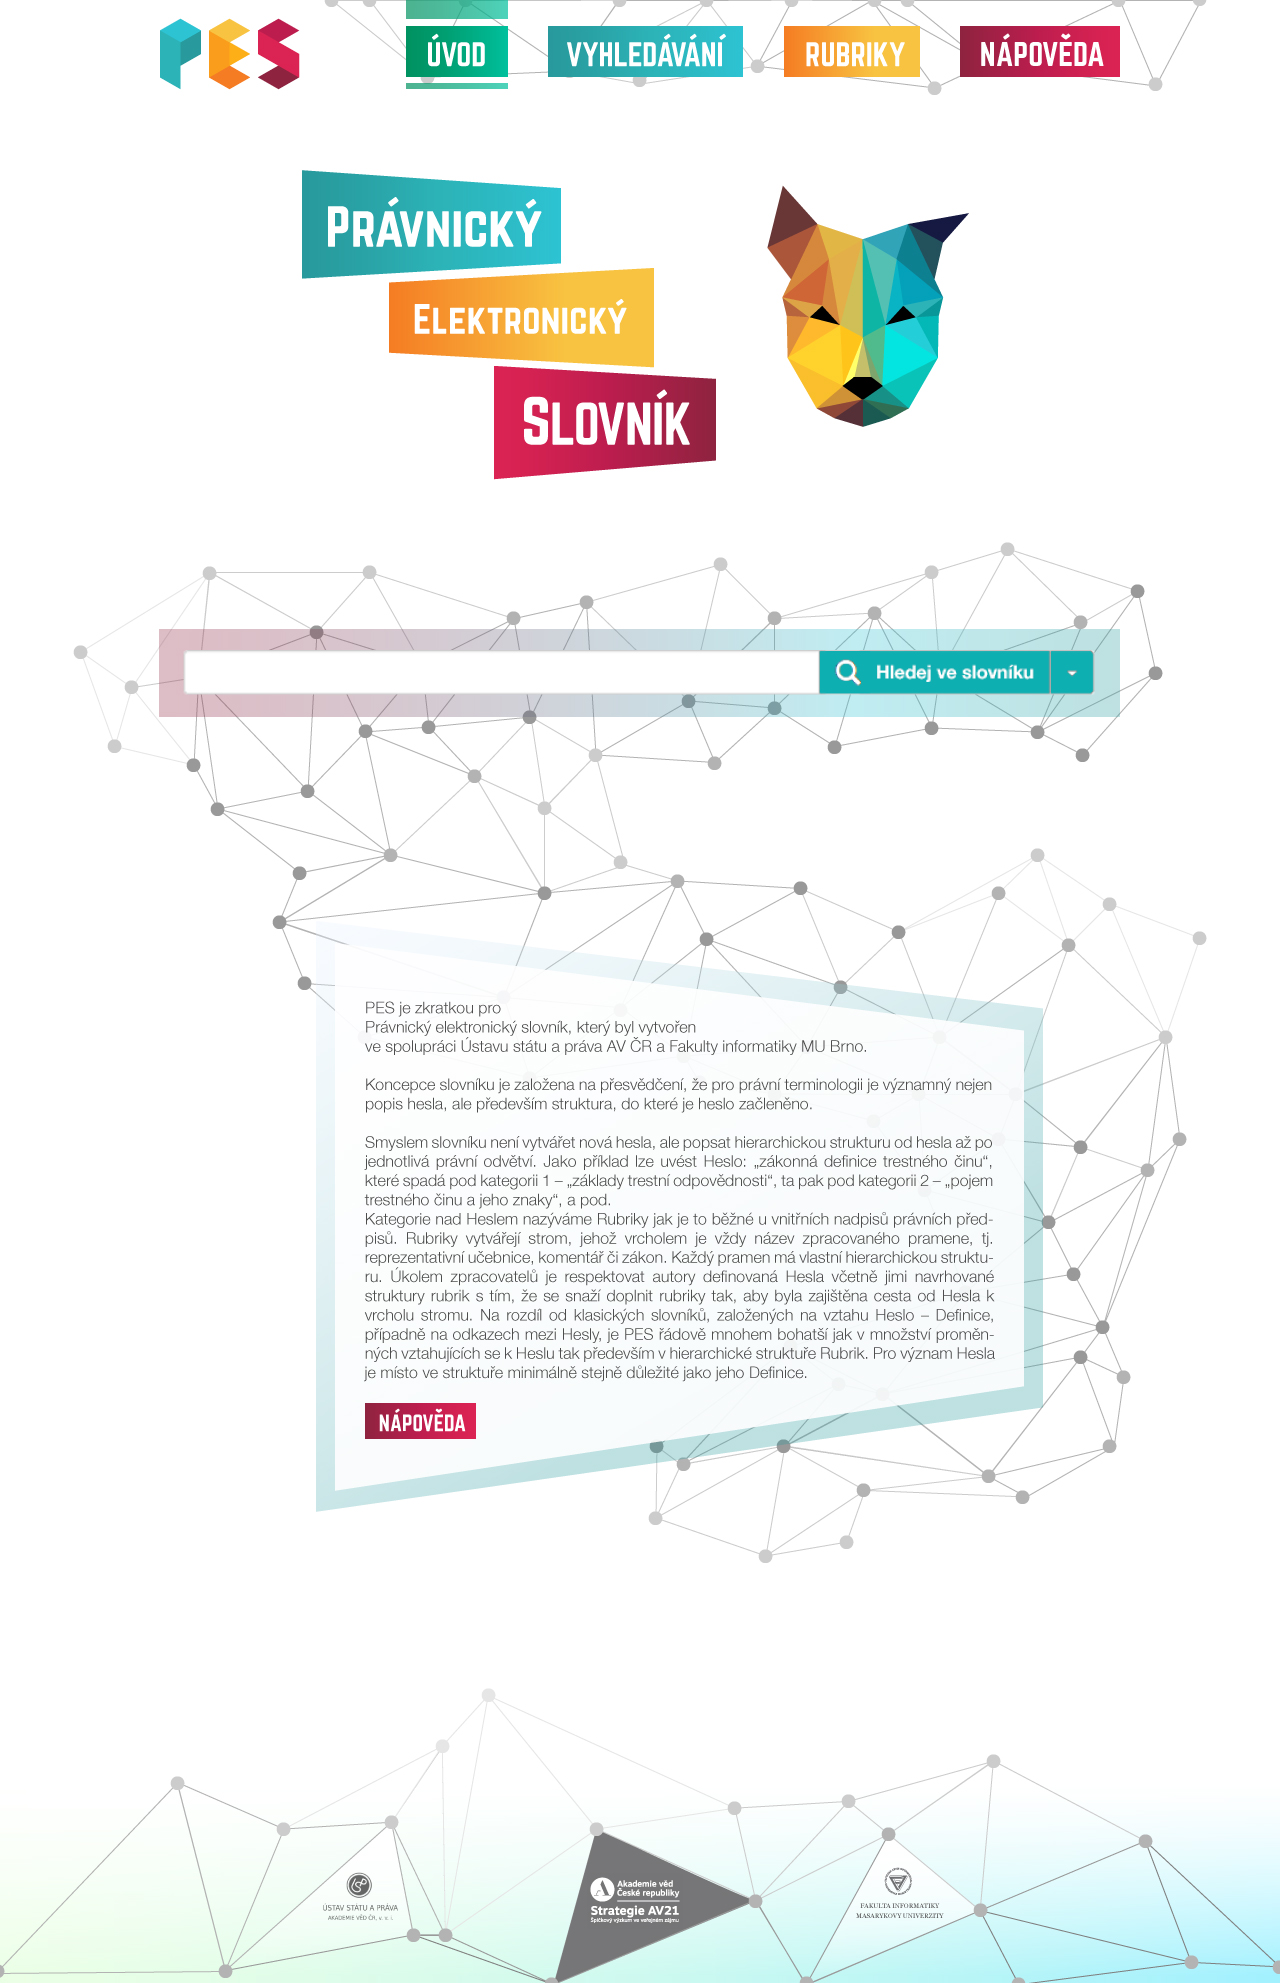 PES
ÚVOD
VYHLEDÁVÁNÍ
RUBRIKY
NÁPOVĚDA
PRÁVNICKÝ
ELEKTRONICKÝ
SLOVNÍK
Hledej ve slovníku
PES je zkratkou pro
Právnický elektronický slovník, který byl vytvořen
ve spolupráci Ústavu státu a práva AV ČR a Fakulty informatiky MU Brno.
Koncepce slovníku je založena na přesvědčení, že pro právní terminologii je významný nejen
popis hesla, ale především struktura, do které je heslo začleněno.
Smyslem slovníku není vytvářet nová hesla, ale popsat hierarchickou strukturu od hesla až po
jednotlivá právní odvětví. Jako příklad lze uvést Heslo: „zákonná definice trestného činu“,
které spadá pod kategorii 1 – „základy trestní odpovědnosti“, ta pak pod kategorii 2 – „pojem
trestného činu a jeho znaky“, a pod.
Kategorie nad Heslem nazýváme Rubriky jak je to běžné u vnitřních nadpisů právních před-
pisů. Rubriky vytvářejí strom, jehož vrcholem je vždy název zpracovaného pramene, tj.
reprezentativní učebnice, komentář či zákon. Každý pramen má vlastní hierarchickou struktu-
ru. Úkolem zpracovatelů je respektovat autory definovaná Hesla včetně jimi navrhované
struktury rubrik s tím, že se snaží doplnit rubriky tak, aby byla zajištěna cesta od Hesla k
vrcholu stromu. Na rozdíl od klasických slovníků, založených na vztahu Heslo – Definice,
případně na odkazech mezi Hesly, je PES řádově mnohem bohatší jak v množství proměn-
ných vztahujících se k Heslu tak především v hierarchické struktuře Rubrik. Pro význam Hesla
je místo ve struktuře minimálně stejně důležité jako jeho Definice.
NÁPOVĚDA
ÚSTAV STÁTU A PRÁVA
AKADEMIE VĚD ČR, v. v. i.
Akademie věd
České republiky
Strategie AV21
Špičkový výzkum ve veřejném zájmu
FAKULTA INFORMATIKY
MASARYKOVY UNIVERZITY